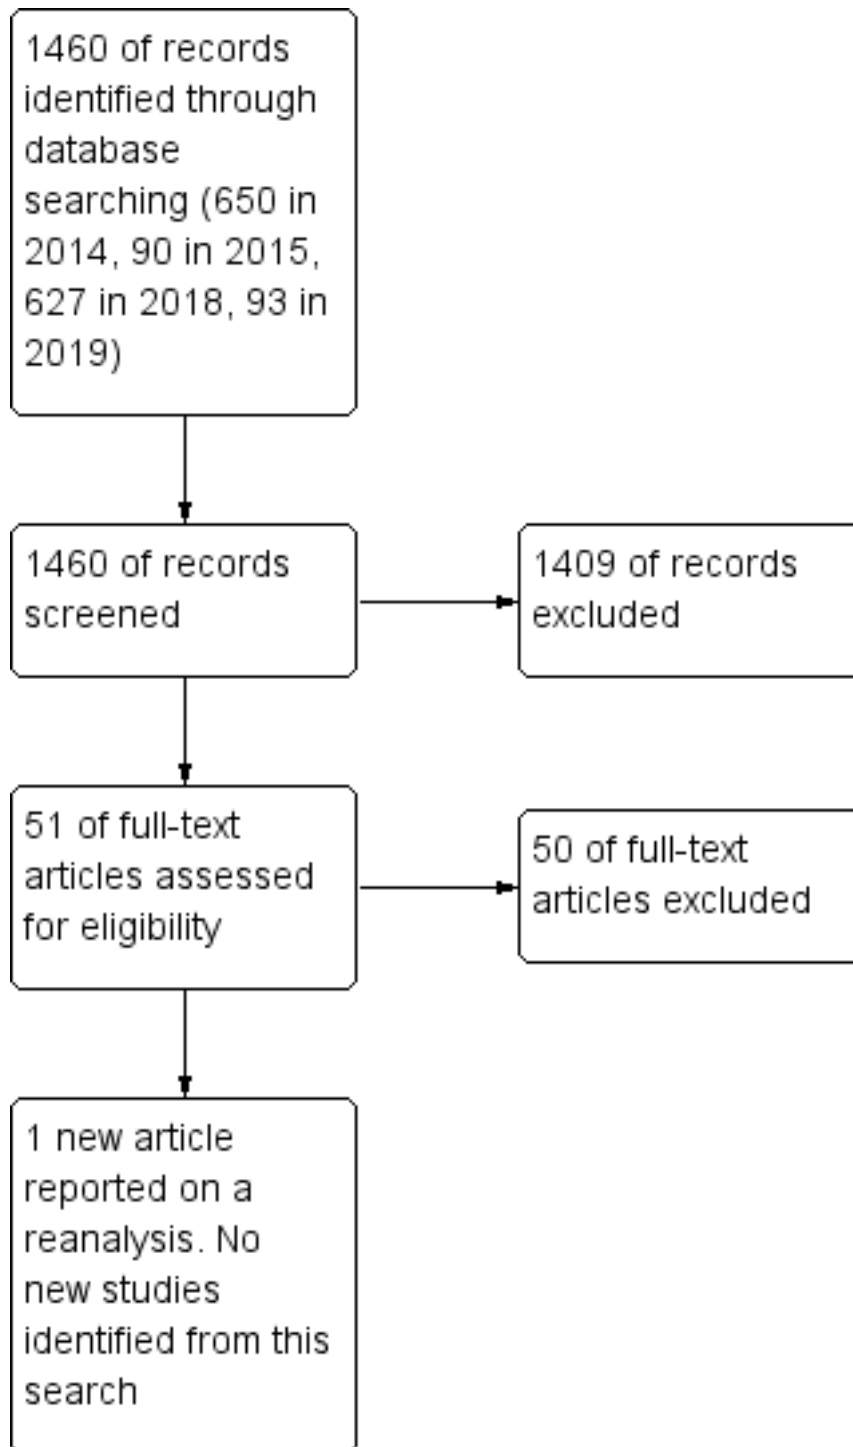 1460 of records
identified through
database
searching (650 in
2014, 90 in 2015,
627 in 2018, 93 in
2019)
1460 of records
screened
1409 of records
excluded
51 of full-text
articles assessed
for eligibility
50 of full-text
articles excluded
1 new article
reported on a
reanalysis. No
new studies
identified from this
search